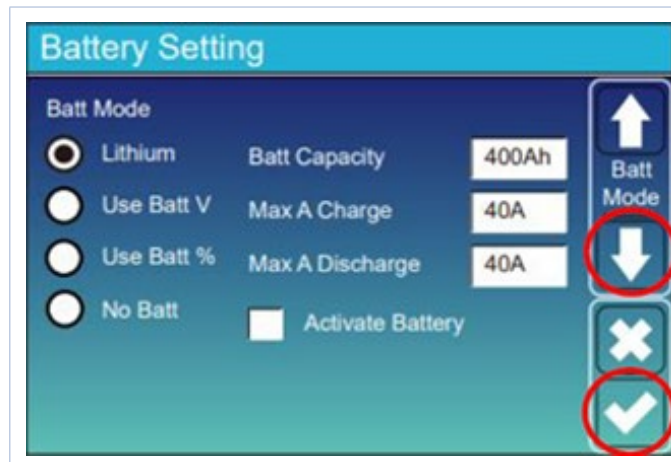 Battery Setting
Batt Mode
Lithium
Batt Capacity
400Ah
Batt Mode
Use Batt V
Max A Charge
40A
Use Batt %
Max A Discharge
40A
No Batt
Activate Battery